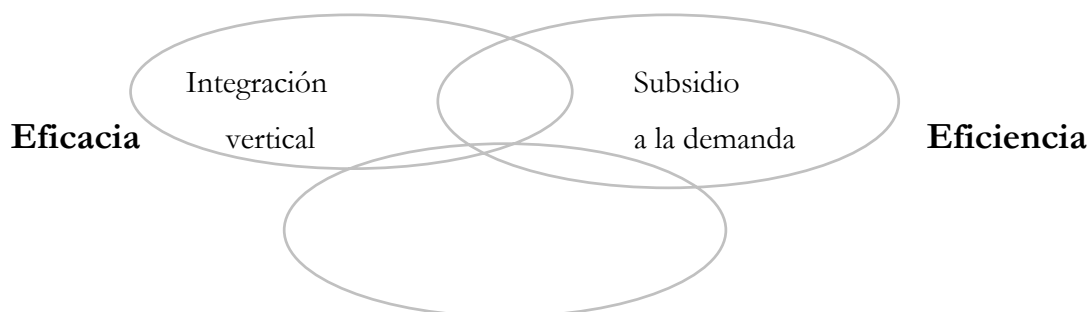 Integración
vertical
Subsidio
a la demanda
Eficacia
Eficiencia